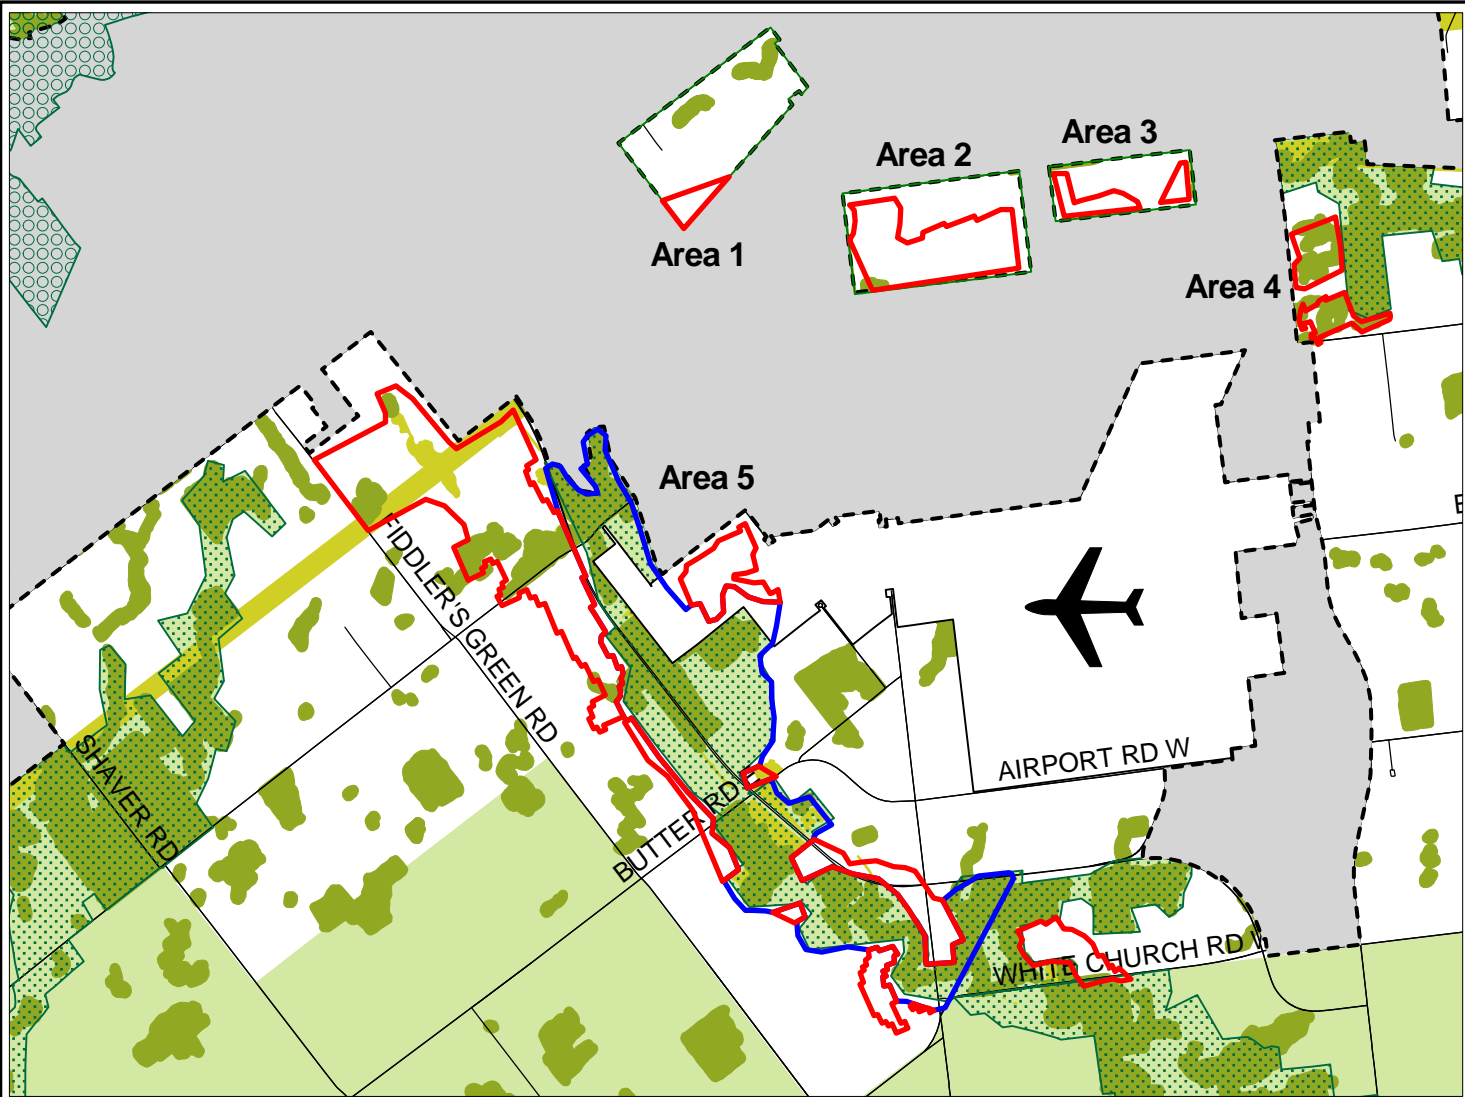 Area 3
Area 2
Area 1
Area 4
Area 5
FIDDLER'S GREEN RD
SHAVER RD
AIRPORT RD W
BUTTER RD
WHITE CHURCH RD